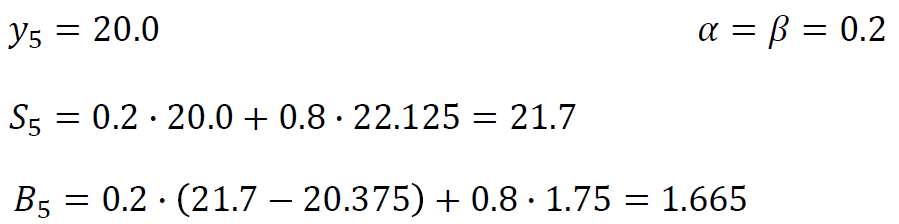 y₅ = 20.0 α = β = 0.2
S₅ = 0.2 · 20.0 + 0.8 · 22.125 = 21.7
B₅ = 0.2 · (21.7 − 20.375) + 0.8 · 1.75 = 1.665